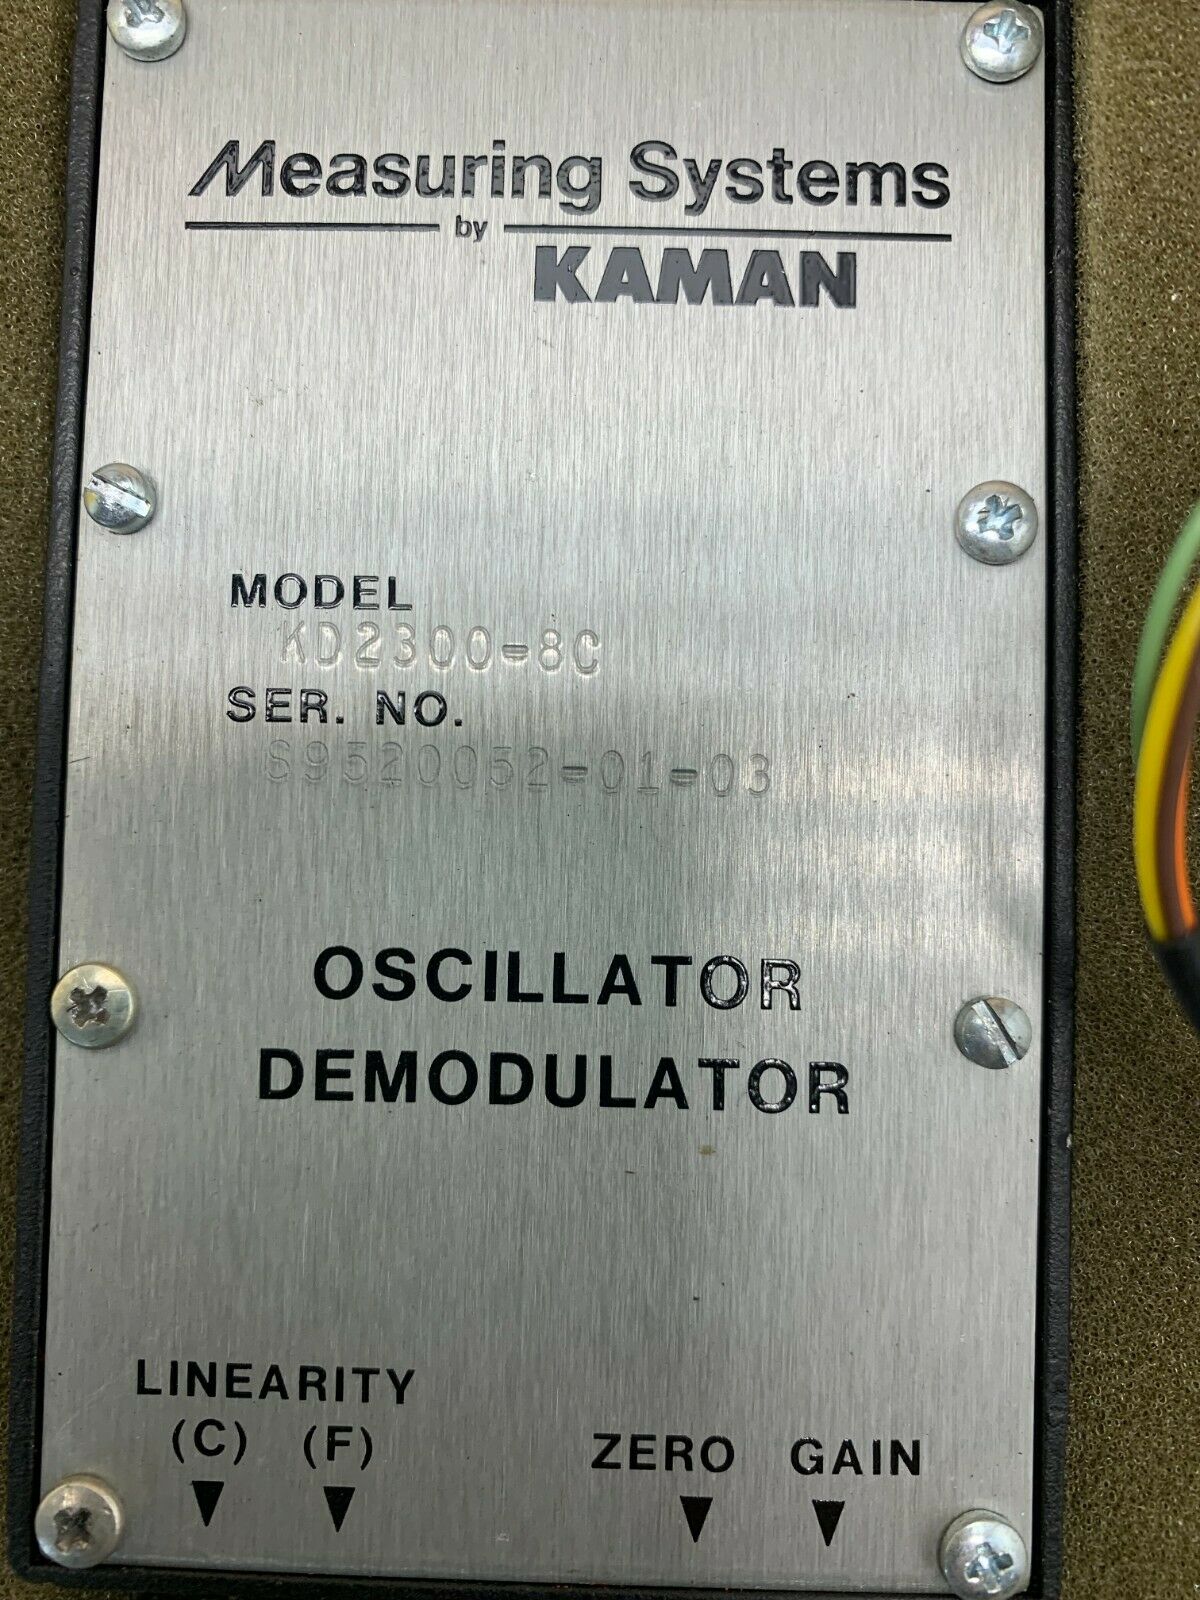 Measuring Systems
by
KAMAN
MODEL
KD2300-8C
SER. NO.
S9520052-01-03
OSCILLATOR
DEMODULATOR
LINEARITY
(C) (F)
ZERO GAIN